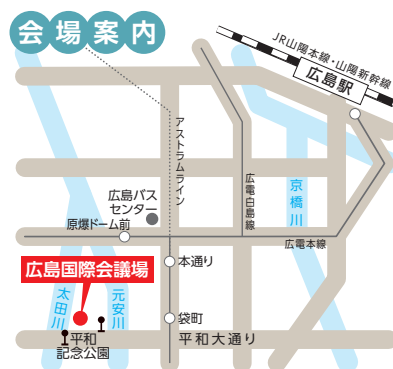 会場案内
JR山陽本線・山陽新幹線
広島駅
アストラムライン
広島バス
センター
広電白島線
京橋川
原爆ドーム前
広電本線
広島国際会議場
本通り
太田川
元安川
袋町
平和
記念公園
平和大通り